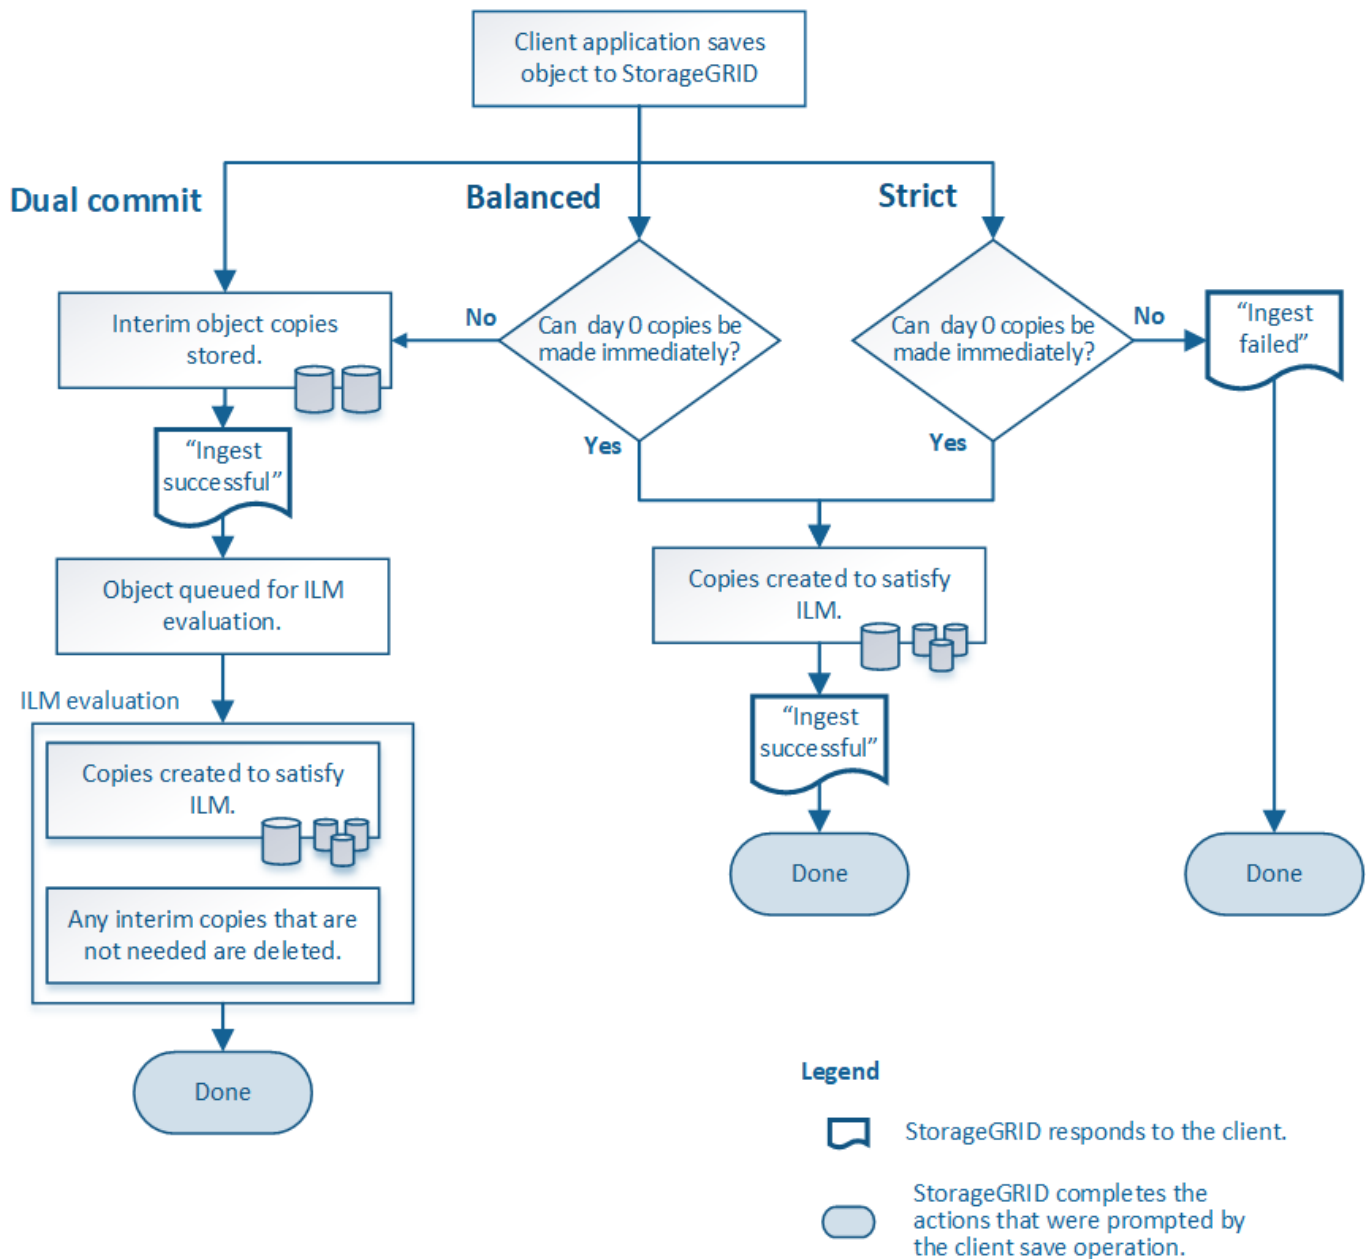 Client application saves
object to StorageGRID
Dual commit
Balanced
Strict
Interim object copies
stored.
No
Can day 0 copies be
made immediately?
Can day 0 copies be
made immediately?
No
“Ingest
failed”
“Ingest
successful”
Yes
Yes
Object queued for ILM
evaluation.
Copies created to satisfy
ILM.
ILM evaluation
“Ingest
successful”
Copies created to satisfy
ILM.
Done
Done
Any interim copies that are
not needed are deleted.
Done
Legend
StorageGRID responds to the client.
StorageGRID completes the
actions that were prompted by
the client save operation.